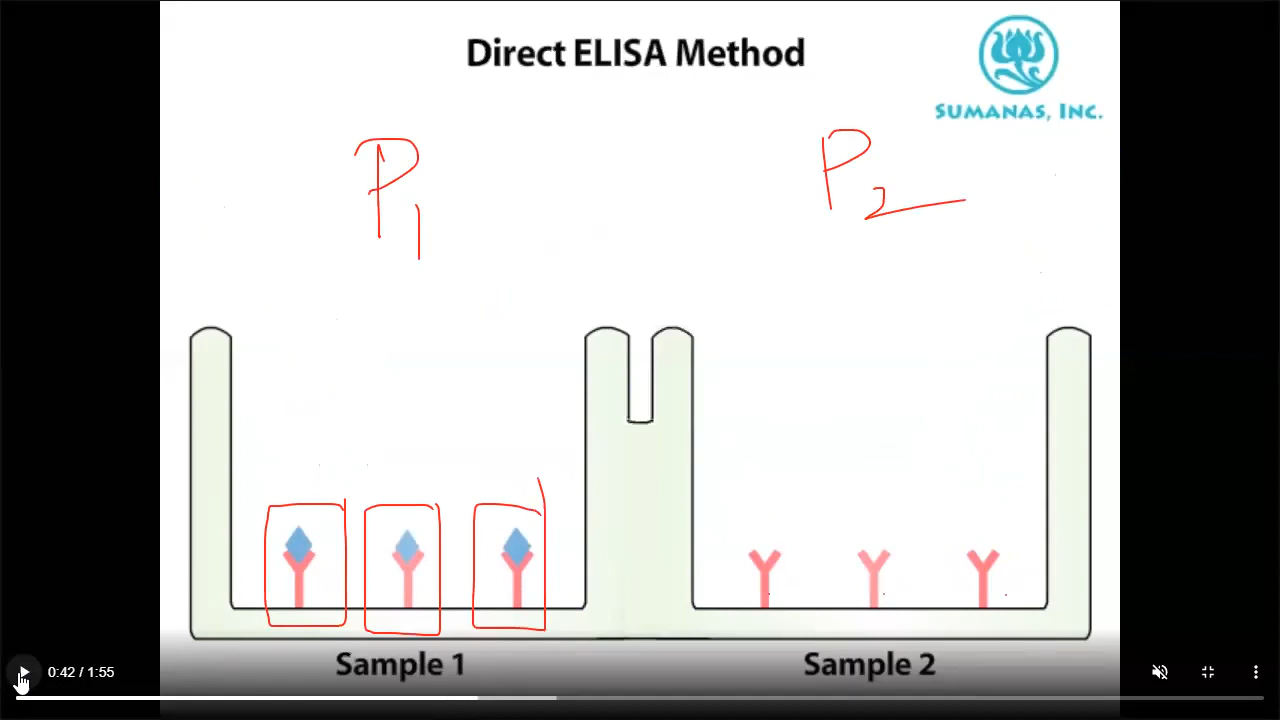 Direct ELISA Method
SUMANAS, INC.
P1
P2
Sample 1
Sample 2
0:42 / 1:55